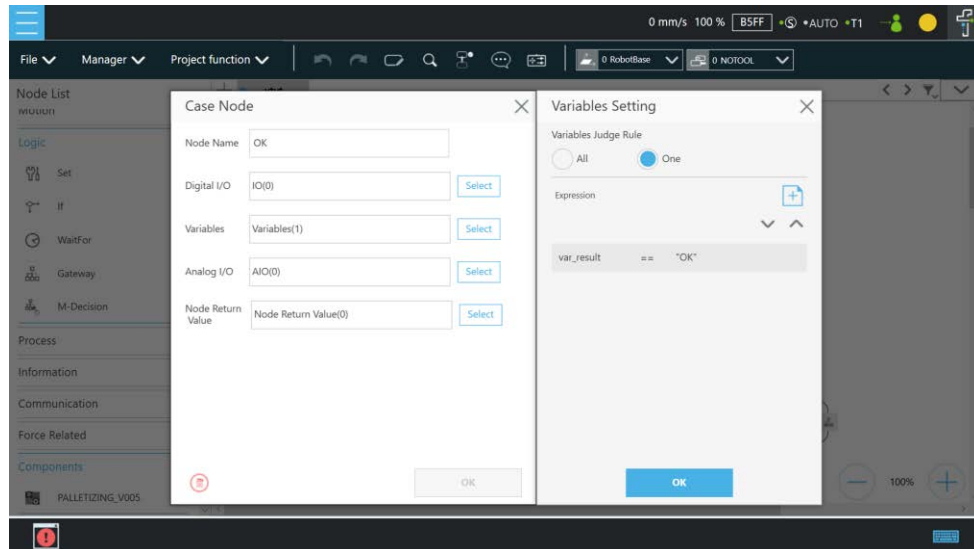 0 mm/s 100 % B5FF S AUTO T1
File Manager Project function 0 RobotBase 0 NOTOOL
Node List
Motion
Logic
Set
If
WaitFor
Gateway
M-Decision
Process
Information
Communication
Force Related
Components
PALLETIZING_V005
Case Node
Node Name OK
Digital I/O IO(0) Select
Variables Variables(1) Select
Analog I/O AIO(0) Select
Node Return Value Node Return Value(0) Select
OK
Variables Setting
Variables Judge Rule
All One
Expression
var_result == "OK"
OK
100%